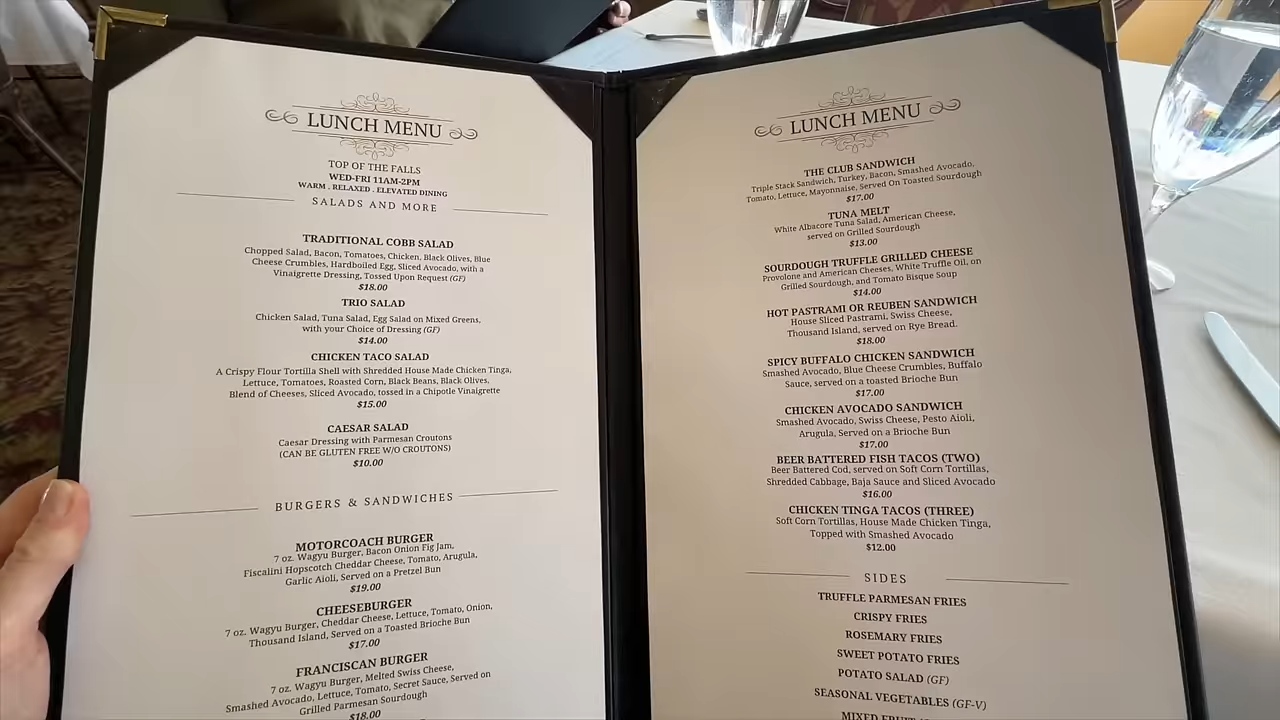 LUNCH MENU
TOP OF THE FALLS
WED-FRI 11AM-2PM
WARM . RELAXED . ELEVATED DINING
SALADS AND MORE
TRADITIONAL COBB SALAD
Chopped Salad, Bacon, Tomatoes, Chicken, Black Olives, Blue
Cheese Crumbles, Hardboiled Egg, Sliced Avocado, with a
Vinaigrette Dressing, Tossed Upon Request (GF)
$18.00
TRIO SALAD
Chicken Salad, Tuna Salad, Egg Salad on Mixed Greens,
with your Choice of Dressing (GF)
$14.00
CHICKEN TACO SALAD
A Crispy Flour Tortilla Shell with Shredded House Made Chicken Tinga,
Lettuce, Tomatoes, Roasted Corn, Black Beans, Black Olives,
Blend of Cheeses, Sliced Avocado, tossed in a Chipotle Vinaigrette
$15.00
CAESAR SALAD
Caesar Dressing with Parmesan Croutons
(CAN BE GLUTEN FREE W/O CROUTONS)
$10.00
BURGERS & SANDWICHES
MOTORCOACH BURGER
7 oz. Wagyu Burger, Bacon Onion Fig Jam,
Fiscalini Hopscotch Cheddar Cheese, Tomato, Arugula,
Garlic Aioli, Served on a Pretzel Bun
$19.00
CHEESEBURGER
7 oz. Wagyu Burger, Cheddar Cheese, Lettuce, Tomato, Onion,
Thousand Island, Served on a Toasted Brioche Bun
$17.00
FRANCISCAN BURGER
7 oz. Wagyu Burger, Melted Swiss Cheese,
Smashed Avocado, Lettuce, Tomato, Secret Sauce, Served on
Grilled Parmesan Sourdough
$18.00
LUNCH MENU
THE CLUB SANDWICH
Triple Stack Sandwich, Turkey, Bacon, Smashed Avocado,
Tomato, Lettuce, Mayonnaise, Served On Toasted Sourdough
$17.00
TUNA MELT
White Albacore Tuna Salad, American Cheese,
served on Grilled Sourdough
$13.00
SOURDOUGH TRUFFLE GRILLED CHEESE
Provolone and American Cheeses, White Truffle Oil, on
Grilled Sourdough, and Tomato Bisque Soup
$14.00
HOT PASTRAMI OR REUBEN SANDWICH
House Sliced Pastrami, Swiss Cheese,
Thousand Island, served on Rye Bread.
$18.00
SPICY BUFFALO CHICKEN SANDWICH
Smashed Avocado, Blue Cheese Crumbles, Buffalo
Sauce, served on a toasted Brioche Bun
$17.00
CHICKEN AVOCADO SANDWICH
Smashed Avocado, Swiss Cheese, Pesto Aioli,
Arugula, Served on a Brioche Bun
$17.00
BEER BATTERED FISH TACOS (TWO)
Beer Battered Cod, served on Soft Corn Tortillas,
Shredded Cabbage, Baja Sauce and Sliced Avocado
$16.00
CHICKEN TINGA TACOS (THREE)
Soft Corn Tortillas, House Made Chicken Tinga,
Topped with Smashed Avocado
$12.00
SIDES
TRUFFLE PARMESAN FRIES
CRISPY FRIES
ROSEMARY FRIES
SWEET POTATO FRIES
POTATO SALAD (GF)
SEASONAL VEGETABLES (GF-V)
MIXED FRUIT